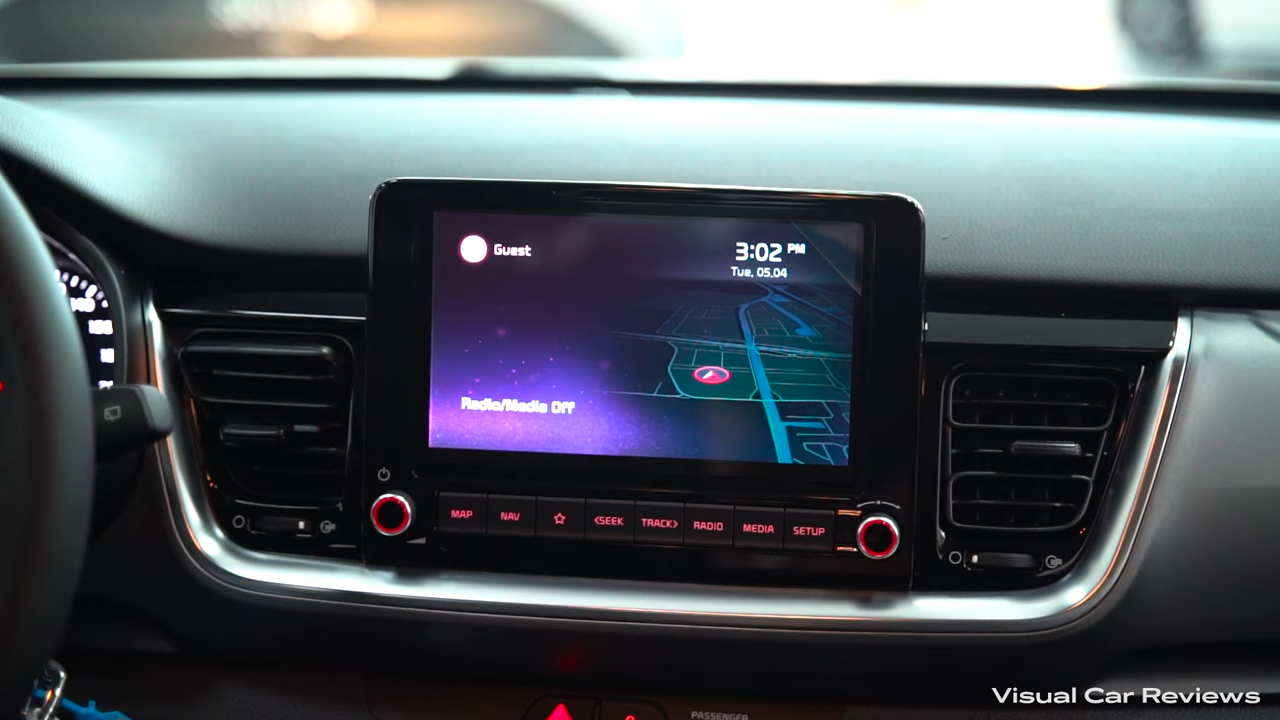 Guest
3:02 PM
Tue, 05.04
Radio/Media Off
MAP
NAV
<SEEK
TRACK>
RADIO
MEDIA
SETUP
PASSENGER
Visual Car Reviews